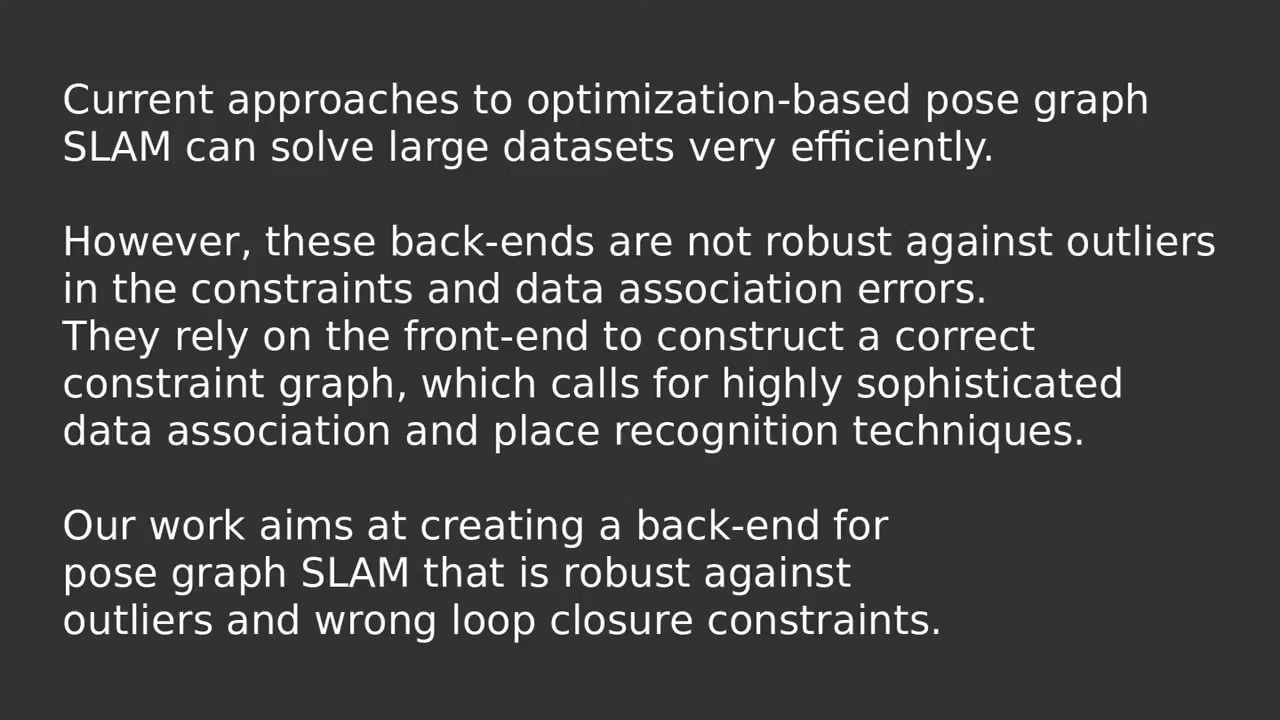 Current approaches to optimization-based pose graph
SLAM can solve large datasets very efficiently.
However, these back-ends are not robust against outliers
in the constraints and data association errors.
They rely on the front-end to construct a correct
constraint graph, which calls for highly sophisticated
data association and place recognition techniques.
Our work aims at creating a back-end for
pose graph SLAM that is robust against
outliers and wrong loop closure constraints.